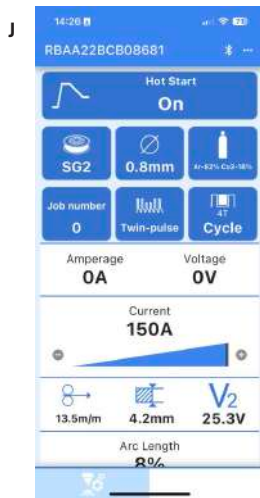 J
14:26
RBAA22BCB08681
Hot Start
On
SG2
0.8mm
Ar-82% Co2-18%
Job number
0
Twin-pulse
4T
Cycle
Amperage
0A
Voltage
0V
Current
150A
13.5m/m
4.2mm
V2
25.3V
Arc Length
8%